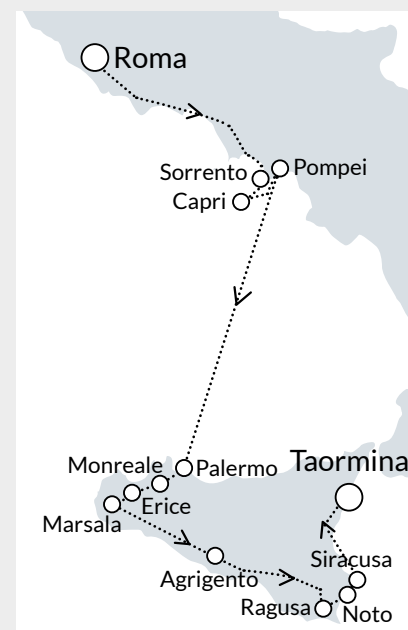 Roma
Sorrento
Pompei
Capri
Monreale
Palermo
Taormina
Erice
Marsala
Siracusa
Agrigento
Ragusa
Noto